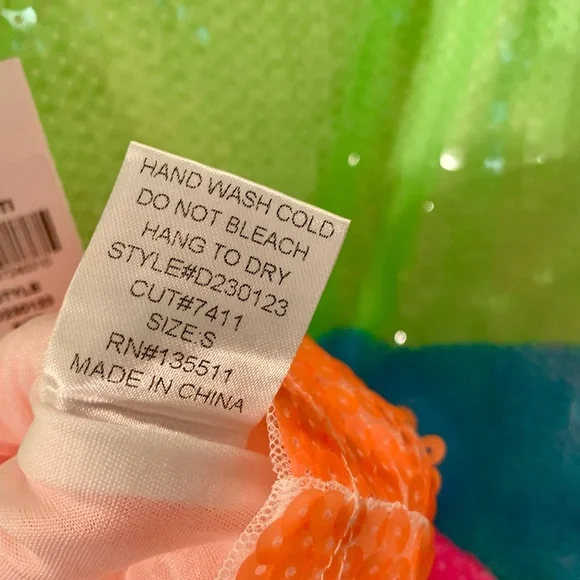 HAND WASH COLD
DO NOT BLEACH
HANG TO DRY
STYLE#D230123
CUT#7411
SIZE:S
RN#135511
MADE IN CHINA
STYLE